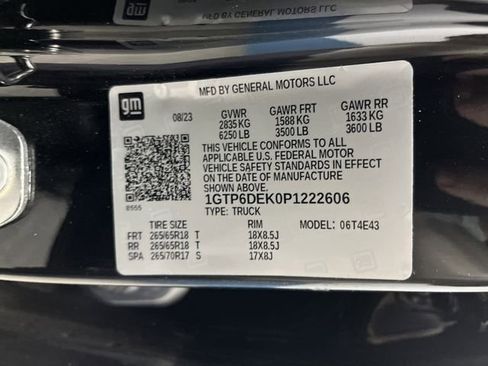 MFD BY GENERAL MOTORS LLC
gm
08/23 GVWR GAWR FRT GAWR RR
2835 KG 1588 KG 1633 KG
6250 LB 3500 LB 3600 LB
THIS VEHICLE CONFORMS TO ALL
APPLICABLE U.S. FEDERAL MOTOR
VEHICLE SAFETY STANDARDS IN EFFECT
ON THE DATE OF MANUFACTURE
SHOWN ABOVE.
1GTP6DEK0P1222606
TYPE: TRUCK MODEL: 06T4E43
TIRE SIZE RIM
FRT 265/65R18 T 18X8.5J
RR 265/65R18 T 18X8.5J
SPA 265/70R17 S 17X8J